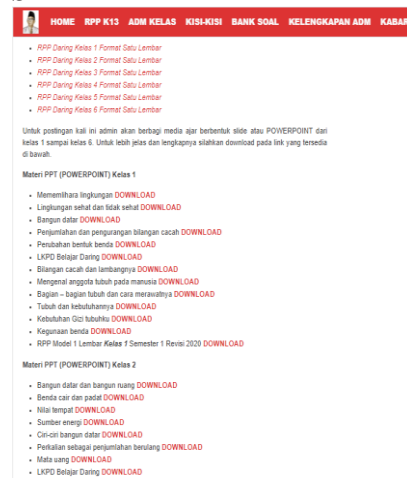 HOME RPP K13 ADM KELAS KISI-KISI BANK SOAL KELENGKAPAN ADM KABAR
RPP Daring Kelas 1 Format Satu Lembar
RPP Daring Kelas 2 Format Satu Lembar
RPP Daring Kelas 3 Format Satu Lembar
RPP Daring Kelas 4 Format Satu Lembar
RPP Daring Kelas 5 Format Satu Lembar
RPP Daring Kelas 6 Format Satu Lembar
Untuk postingan kali ini admin akan berbagi media ajar berbentuk slide atau POWERPOINT dari
kelas 1 sampai kelas 6. Untuk lebih jelas dan lengkapnya silahkan download pada link yang tersedia
di bawah.
Materi PPT (POWERPOINT) Kelas 1
Mememlihara lingkungan DOWNLOAD
Lingkungan sehat dan tidak sehat DOWNLOAD
Bangun datar DOWNLOAD
Penjumlahan dan pengurangan bilangan cacah DOWNLOAD
Perubahan bentuk benda DOWNLOAD
LKPD Belajar Daring DOWNLOAD
Bilangan cacah dan lambangnya DOWNLOAD
Mengenal anggota tubuh pada manusia DOWNLOAD
Bagian – bagian tubuh dan cara merawatnya DOWNLOAD
Tubuh dan kebutuhannya DOWNLOAD
Kebutuhan Gizi tubuhku DOWNLOAD
Kegunaan benda DOWNLOAD
RPP Model 1 Lembar Kelas 1 Semester 1 Revisi 2020 DOWNLOAD
Materi PPT (POWERPOINT) Kelas 2
Bangun datar dan bangun ruang DOWNLOAD
Benda cair dan padat DOWNLOAD
Nilai tempat DOWNLOAD
Sumber energi DOWNLOAD
Ciri-ciri bangun datar DOWNLOAD
Perkalian sebagai penjumlahan berulang DOWNLOAD
Mata uang DOWNLOAD
LKPD Belajar Daring DOWNLOAD